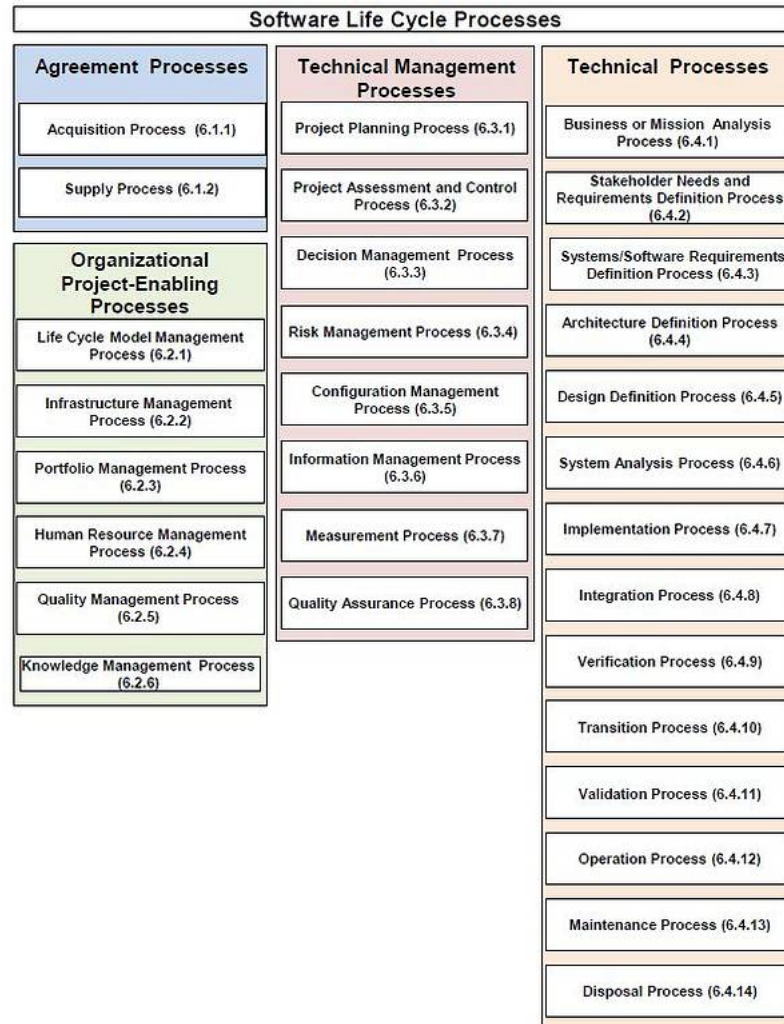 Software Life Cycle Processes
Agreement Processes
Acquisition Process (6.1.1)
Supply Process (6.1.2)
Organizational
Project-Enabling
Processes
Life Cycle Model Management
Process (6.2.1)
Infrastructure Management
Process (6.2.2)
Portfolio Management Process
(6.2.3)
Human Resource Management
Process (6.2.4)
Quality Management Process
(6.2.5)
Knowledge Management Process
(6.2.6)
Technical Management
Processes
Project Planning Process (6.3.1)
Project Assessment and Control
Process (6.3.2)
Decision Management Process
(6.3.3)
Risk Management Process (6.3.4)
Configuration Management
Process (6.3.5)
Information Management Process
(6.3.6)
Measurement Process (6.3.7)
Quality Assurance Process (6.3.8)
Technical Processes
Business or Mission Analysis
Process (6.4.1)
Stakeholder Needs and
Requirements Definition Process
(6.4.2)
Systems/Software Requirements
Definition Process (6.4.3)
Architecture Definition Process
(6.4.4)
Design Definition Process (6.4.5)
System Analysis Process (6.4.6)
Implementation Process (6.4.7)
Integration Process (6.4.8)
Verification Process (6.4.9)
Transition Process (6.4.10)
Validation Process (6.4.11)
Operation Process (6.4.12)
Maintenance Process (6.4.13)
Disposal Process (6.4.14)